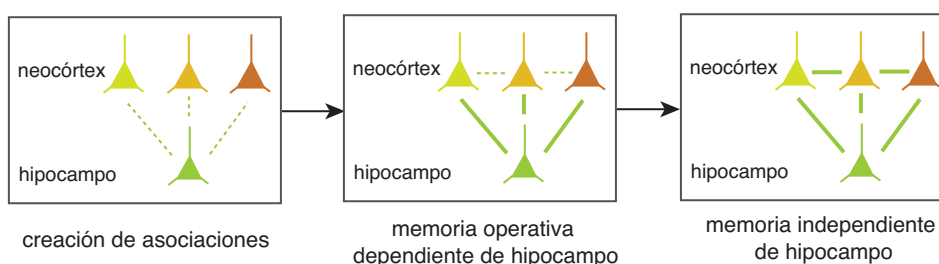 neocórtex
hipocampo
creación de asociaciones
neocórtex
hipocampo
memoria operativa
dependiente de hipocampo
neocórtex
hipocampo
memoria independiente
de hipocampo